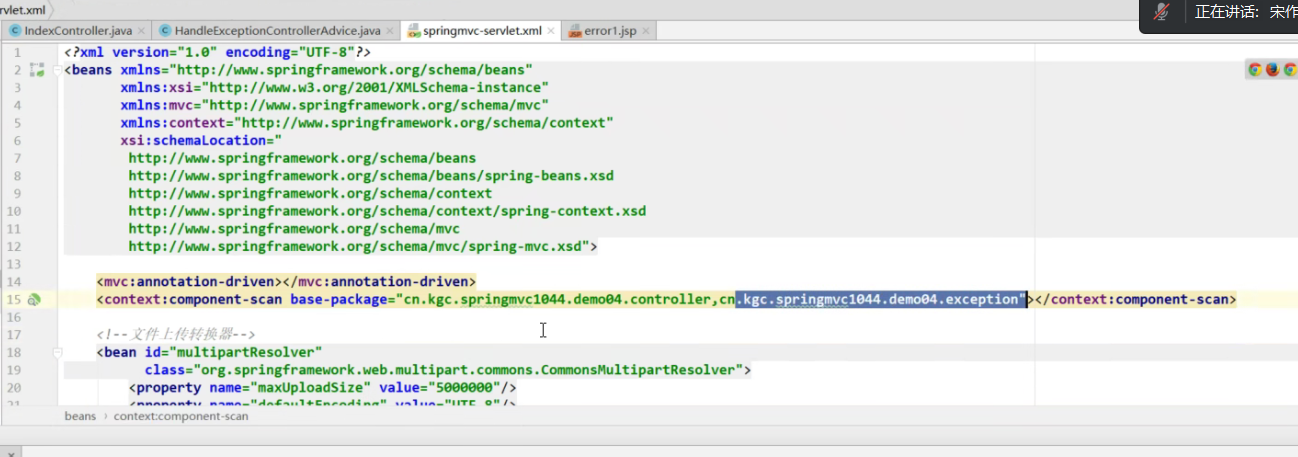 rvlet.xml
正在讲话: 宋作
IndexController.java HandleExceptionControllerAdvice.java springmvc-servlet.xml error1.jsp
1 <?xml version="1.0" encoding="UTF-8"?>
2 <beans xmlns="http://www.springframework.org/schema/beans"
3 xmlns:xsi="http://www.w3.org/2001/XMLSchema-instance"
4 xmlns:mvc="http://www.springframework.org/schema/mvc"
5 xmlns:context="http://www.springframework.org/schema/context"
6 xsi:schemaLocation="
7 http://www.springframework.org/schema/beans
8 http://www.springframework.org/schema/beans/spring-beans.xsd
9 http://www.springframework.org/schema/context
10 http://www.springframework.org/schema/context/spring-context.xsd
11 http://www.springframework.org/schema/mvc
12 http://www.springframework.org/schema/mvc/spring-mvc.xsd">
13
14 <mvc:annotation-driven></mvc:annotation-driven>
15 <context:component-scan base-package="cn.kgc.springmvc1044.demo04.controller,cn.kgc.springmvc1044.demo04.exception"></context:component-scan>
16
17 <!--文件上传转换器-->
18 <bean id="multipartResolver"
19 class="org.springframework.web.multipart.commons.CommonsMultipartResolver">
20 <property name="maxUploadSize" value="5000000"/>
21 <property name="defaultEncoding" value="UTF-8"/>
beans › context:component-scan